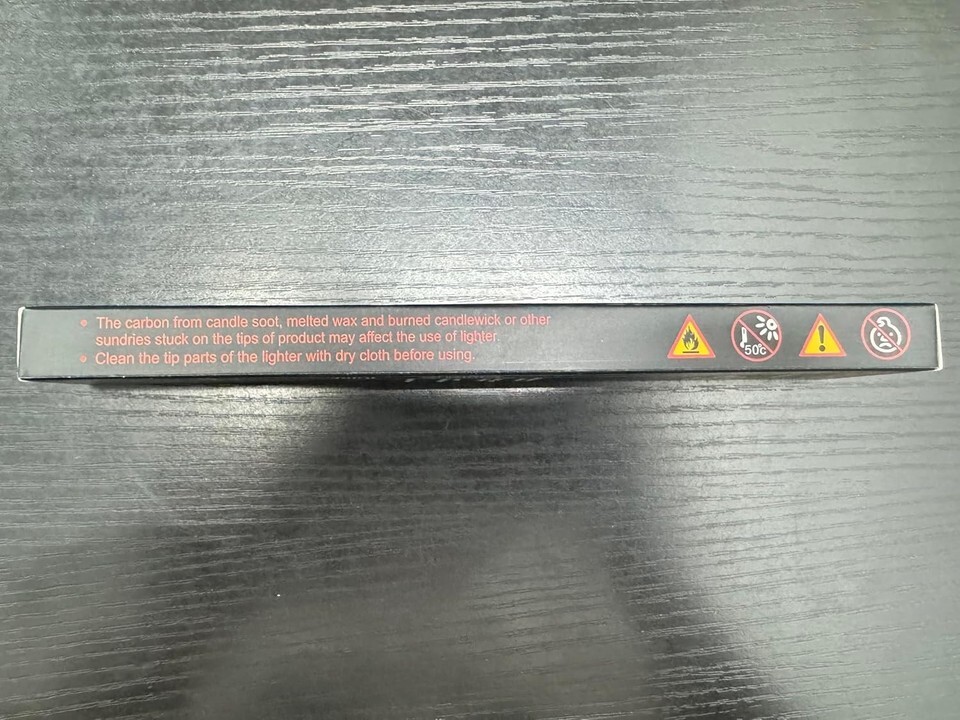 The carbon from candle soot, melted wax and burned candlewick or other
sundries stuck on the tips of product may affect the use of lighter.
Clean the tip parts of the lighter with dry cloth before using.
50°c